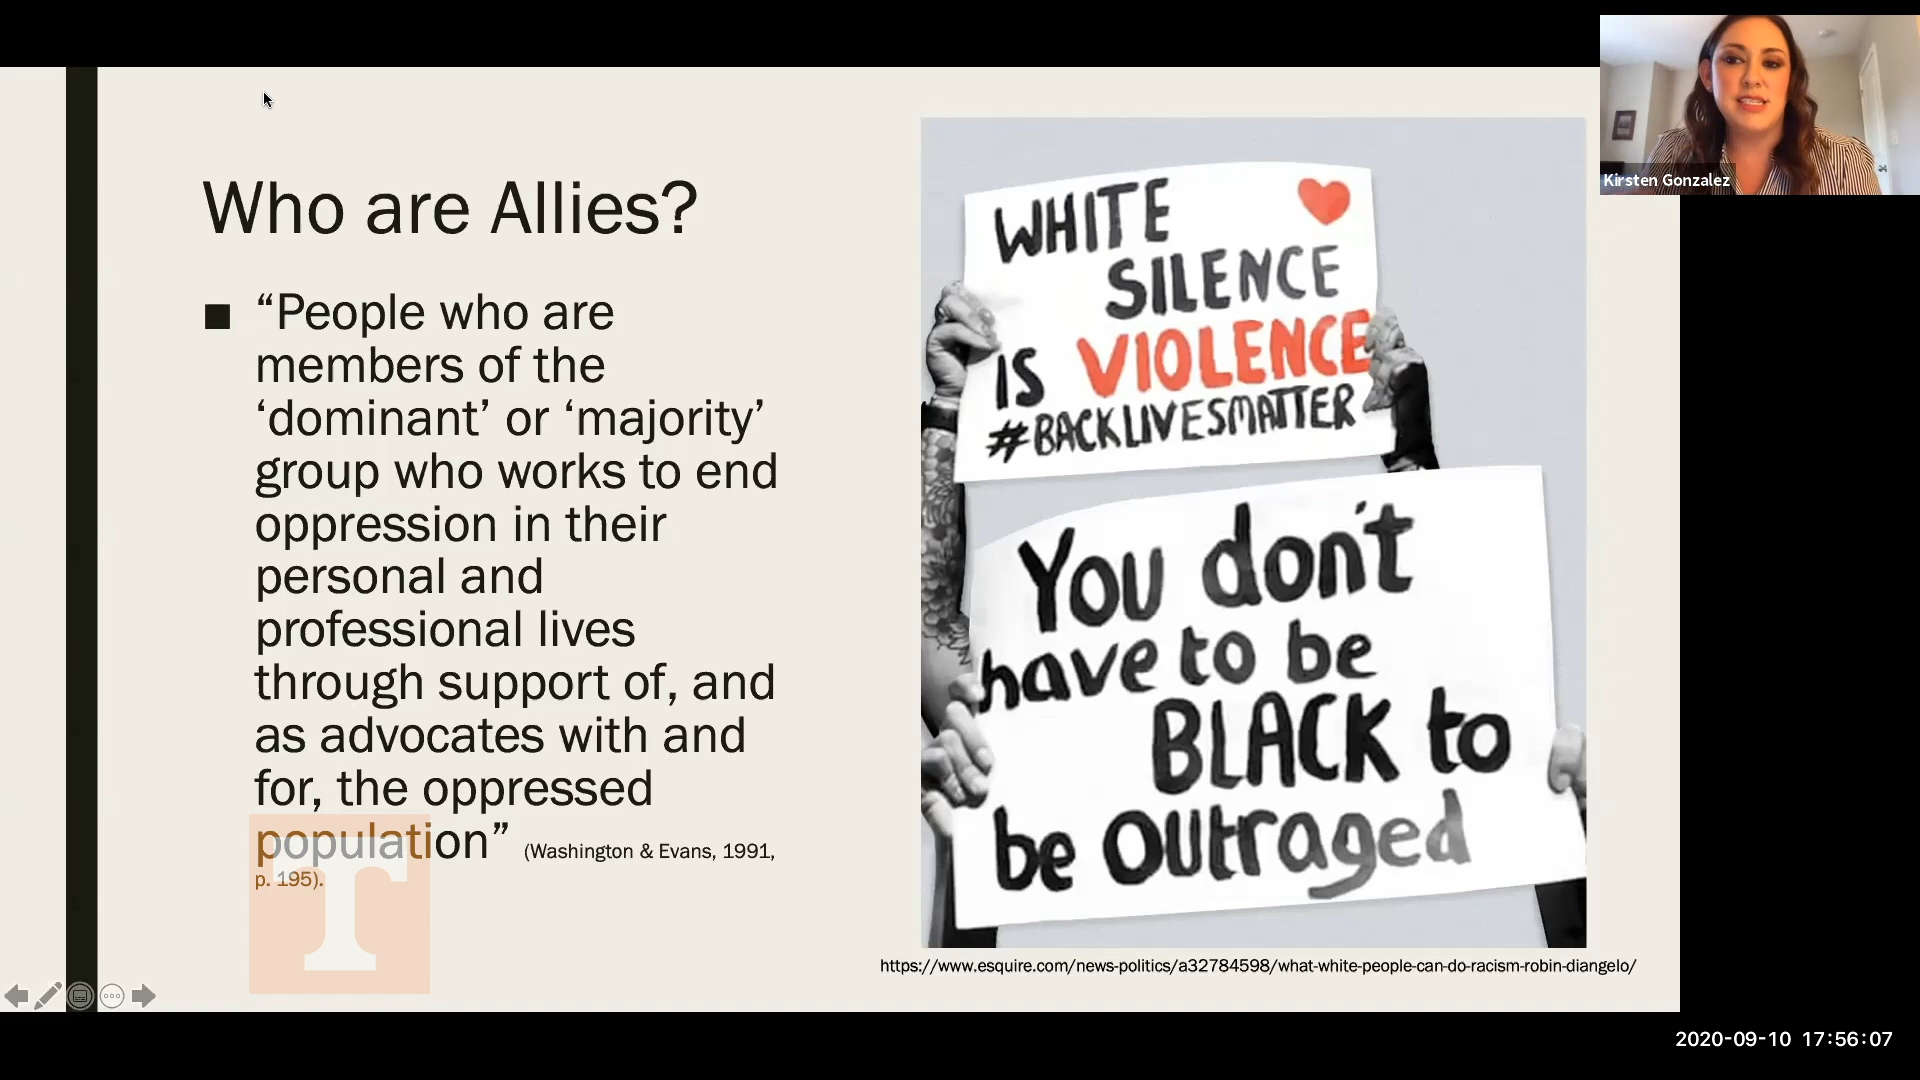 Kirsten Gonzalez
Who are Allies?
■ “People who are
members of the
‘dominant’ or ‘majority’
group who works to end
oppression in their
personal and
professional lives
through support of, and
as advocates with and
for, the oppressed
population” (Washington & Evans, 1991,
p. 195).
T
WHITE
SILENCE
IS VIOLENCE
#BACKLIVESMATTER
You don't
have to be
BLACK to
be Outraged
https://www.esquire.com/news-politics/a32784598/what-white-people-can-do-racism-robin-diangelo/
2020-09-10 17:56:07